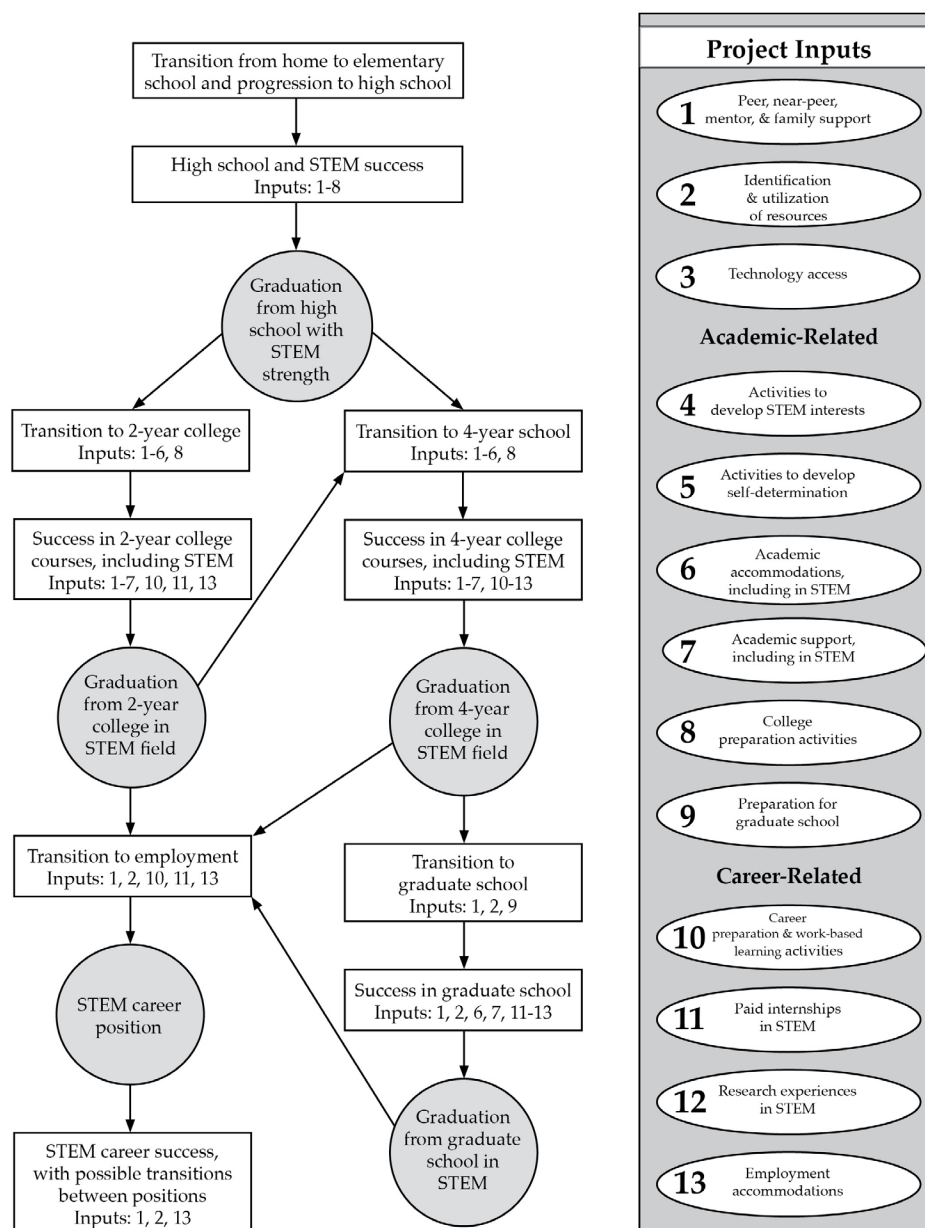 Transition from home to elementary
school and progression to high school
High school and STEM success
Inputs: 1-8
Graduation
from high
school with
STEM
strength
Transition to 2-year college
Inputs: 1-6, 8
Transition to 4-year school
Inputs: 1-6, 8
Success in 2-year college
courses, including STEM
Inputs: 1-7, 10, 11, 13
Success in 4-year college
courses, including STEM
Inputs: 1-7, 10-13
Graduation
from 2-year
college in
STEM field
Graduation
from 4-year
college in
STEM field
Transition to employment
Inputs: 1, 2, 10, 11, 13
Transition to
graduate school
Inputs: 1, 2, 9
STEM career
position
Success in graduate school
Inputs: 1, 2, 6, 7, 11-13
Graduation
from graduate
school in
STEM
STEM career success,
with possible transitions
between positions
Inputs: 1, 2, 13
Project Inputs
1
Peer, near-peer,
mentor, & family support
2
Identification
& utilization
of resources
3
Technology access
Academic-Related
4
Activities to
develop STEM interests
5
Activities to develop
self-determination
6
Academic
accommodations,
including in STEM
7
Academic support,
including in STEM
8
College
preparation activities
9
Preparation for
graduate school
Career-Related
10
Career
preparation & work-based
learning activities
11
Paid internships
in STEM
12
Research experiences
in STEM
13
Employment
accommodations